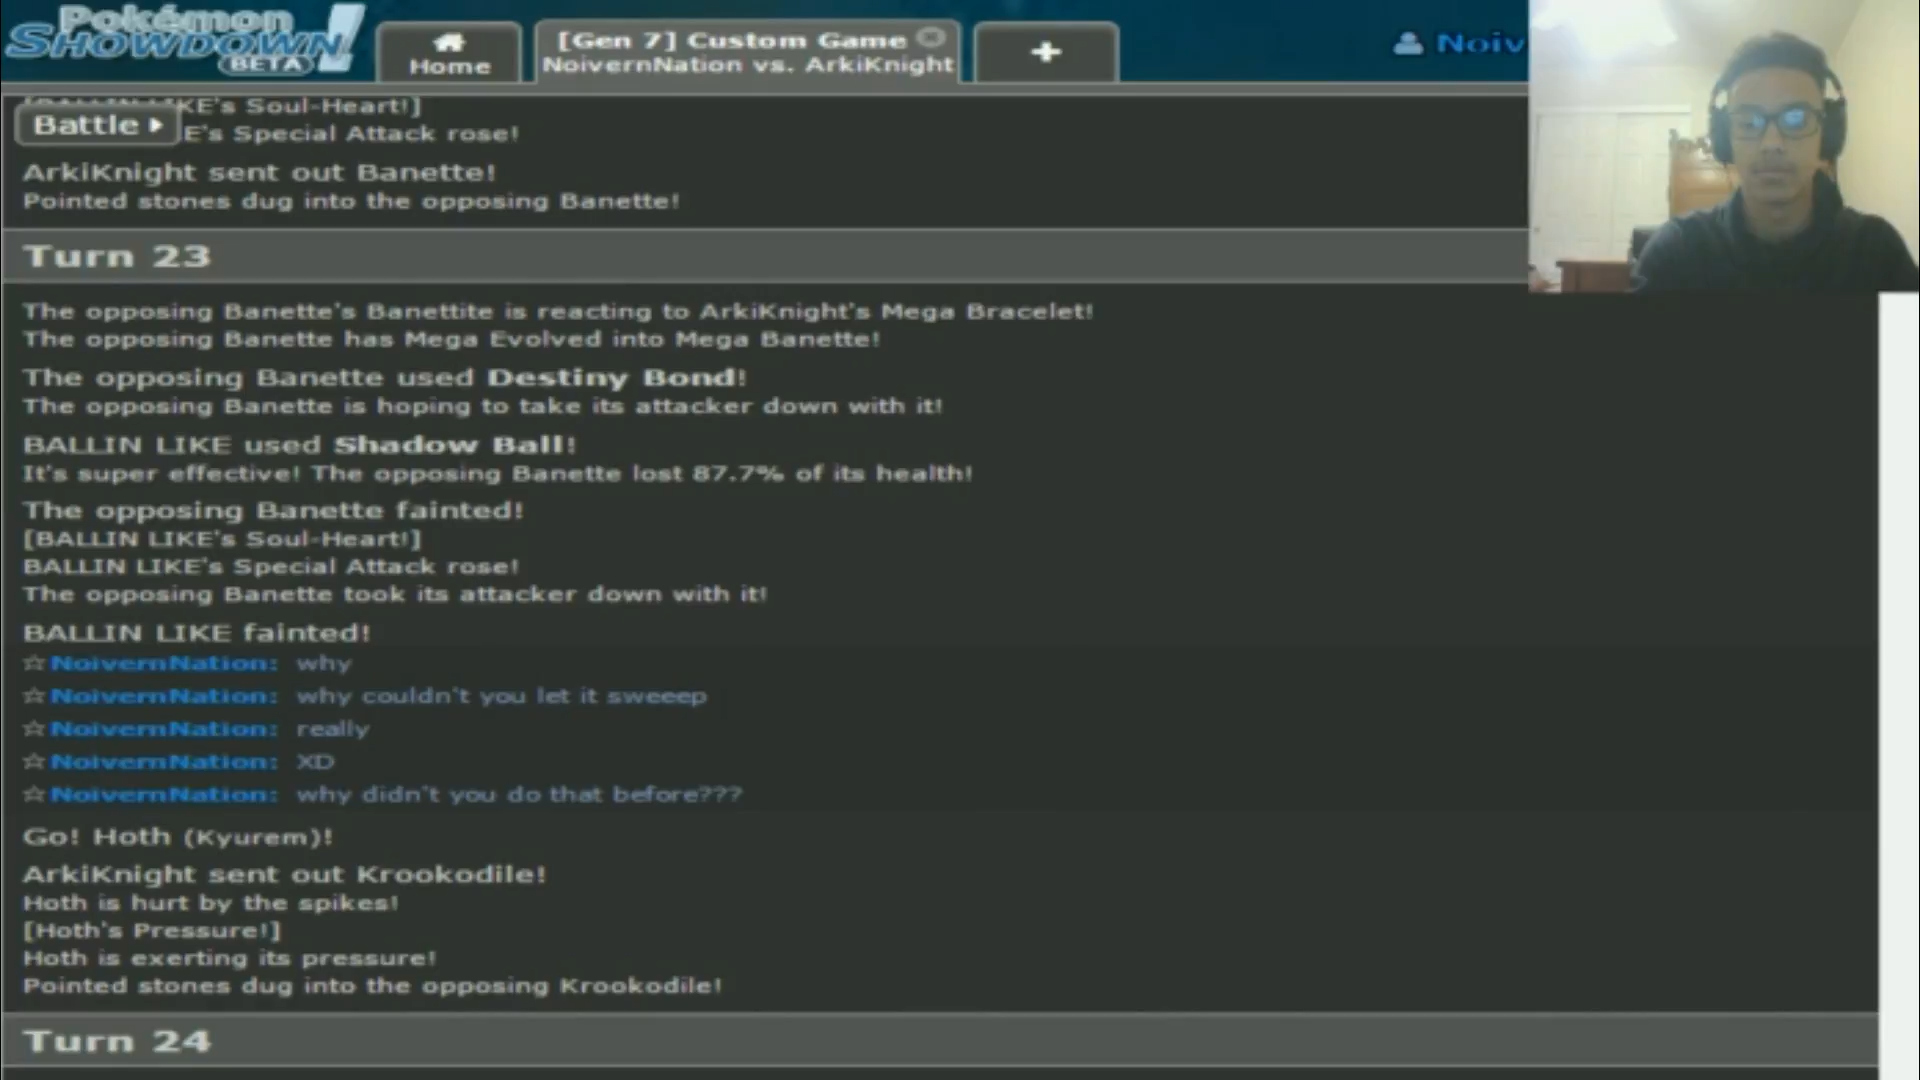 Pokémon
SHOWDOWN!
BETA
Home
[Gen 7] Custom Game
NoivernNation vs. ArkiKnight
+
Noiv
KE's Soul-Heart!]
Battle
E's Special Attack rose!
ArkiKnight sent out Banette!
Pointed stones dug into the opposing Banette!
Turn 23
The opposing Banette's Banettite is reacting to ArkiKnight's Mega Bracelet!
The opposing Banette has Mega Evolved into Mega Banette!
The opposing Banette used Destiny Bond!
The opposing Banette is hoping to take its attacker down with it!
BALLIN LIKE used Shadow Ball!
It's super effective! The opposing Banette lost 87.7% of its health!
The opposing Banette fainted!
[BALLIN LIKE's Soul-Heart!]
BALLIN LIKE's Special Attack rose!
The opposing Banette took its attacker down with it!
BALLIN LIKE fainted!
☆NoivernNation: why
☆NoivernNation: why couldn't you let it sweeep
☆NoivernNation: really
☆NoivernNation: XD
☆NoivernNation: why didn't you do that before???
Go! Hoth (Kyurem)!
ArkiKnight sent out Krookodile!
Hoth is hurt by the spikes!
[Hoth's Pressure!]
Hoth is exerting its pressure!
Pointed stones dug into the opposing Krookodile!
Turn 24